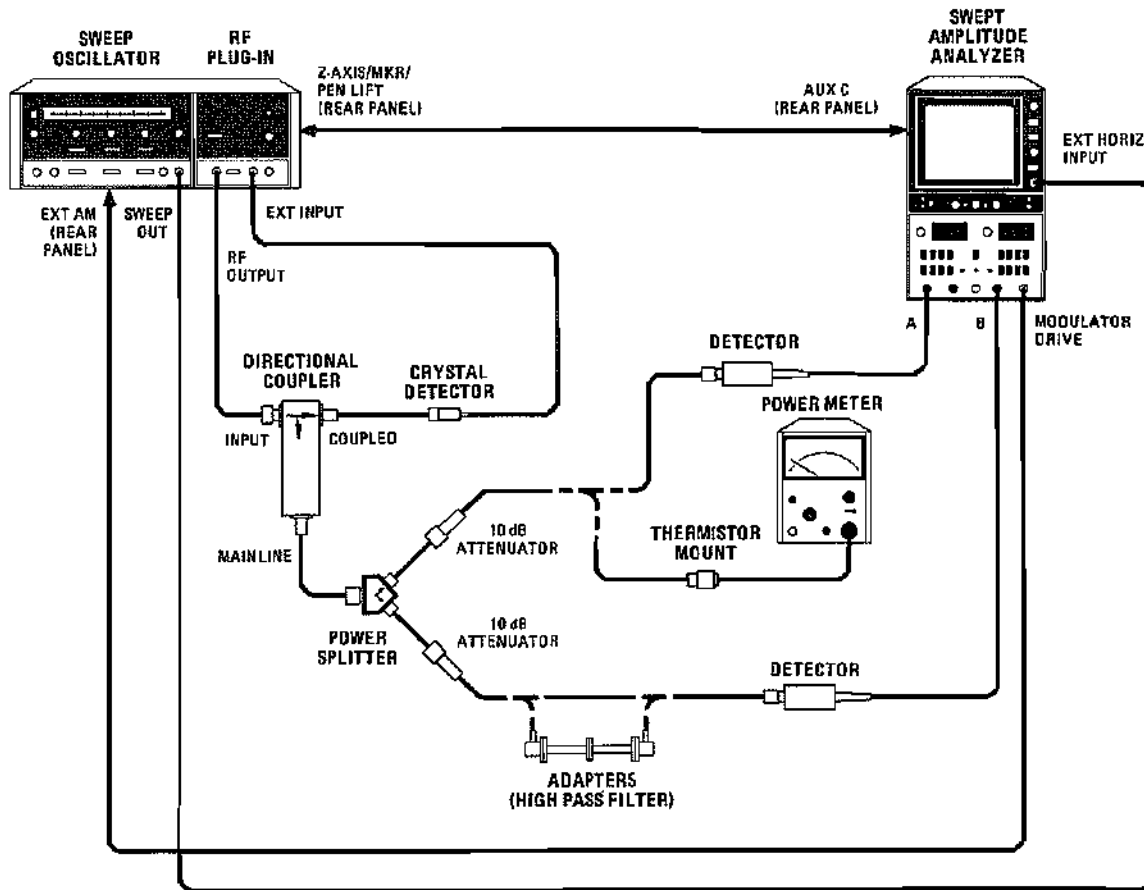 SWEEP
OSCILLATOR
RF
PLUG-IN
Z-AXIS/MKR/
PEN LIFT
(REAR PANEL)
AUX C
(REAR PANEL)
SWEPT
AMPLITUDE
ANALYZER
EXT HORIZ
INPUT
EXT AM
(REAR
PANEL)
SWEEP
OUT
EXT INPUT
RF
OUTPUT
A
B
MODULATOR
DRIVE
DIRECTIONAL
COUPLER
CRYSTAL
DETECTOR
DETECTOR
POWER METER
INPUT
COUPLED
10 dB
ATTENUATOR
THERMISTOR
MOUNT
MAINLINE
POWER
SPLITTER
10 dB
ATTENUATOR
DETECTOR
ADAPTERS
(HIGH PASS FILTER)